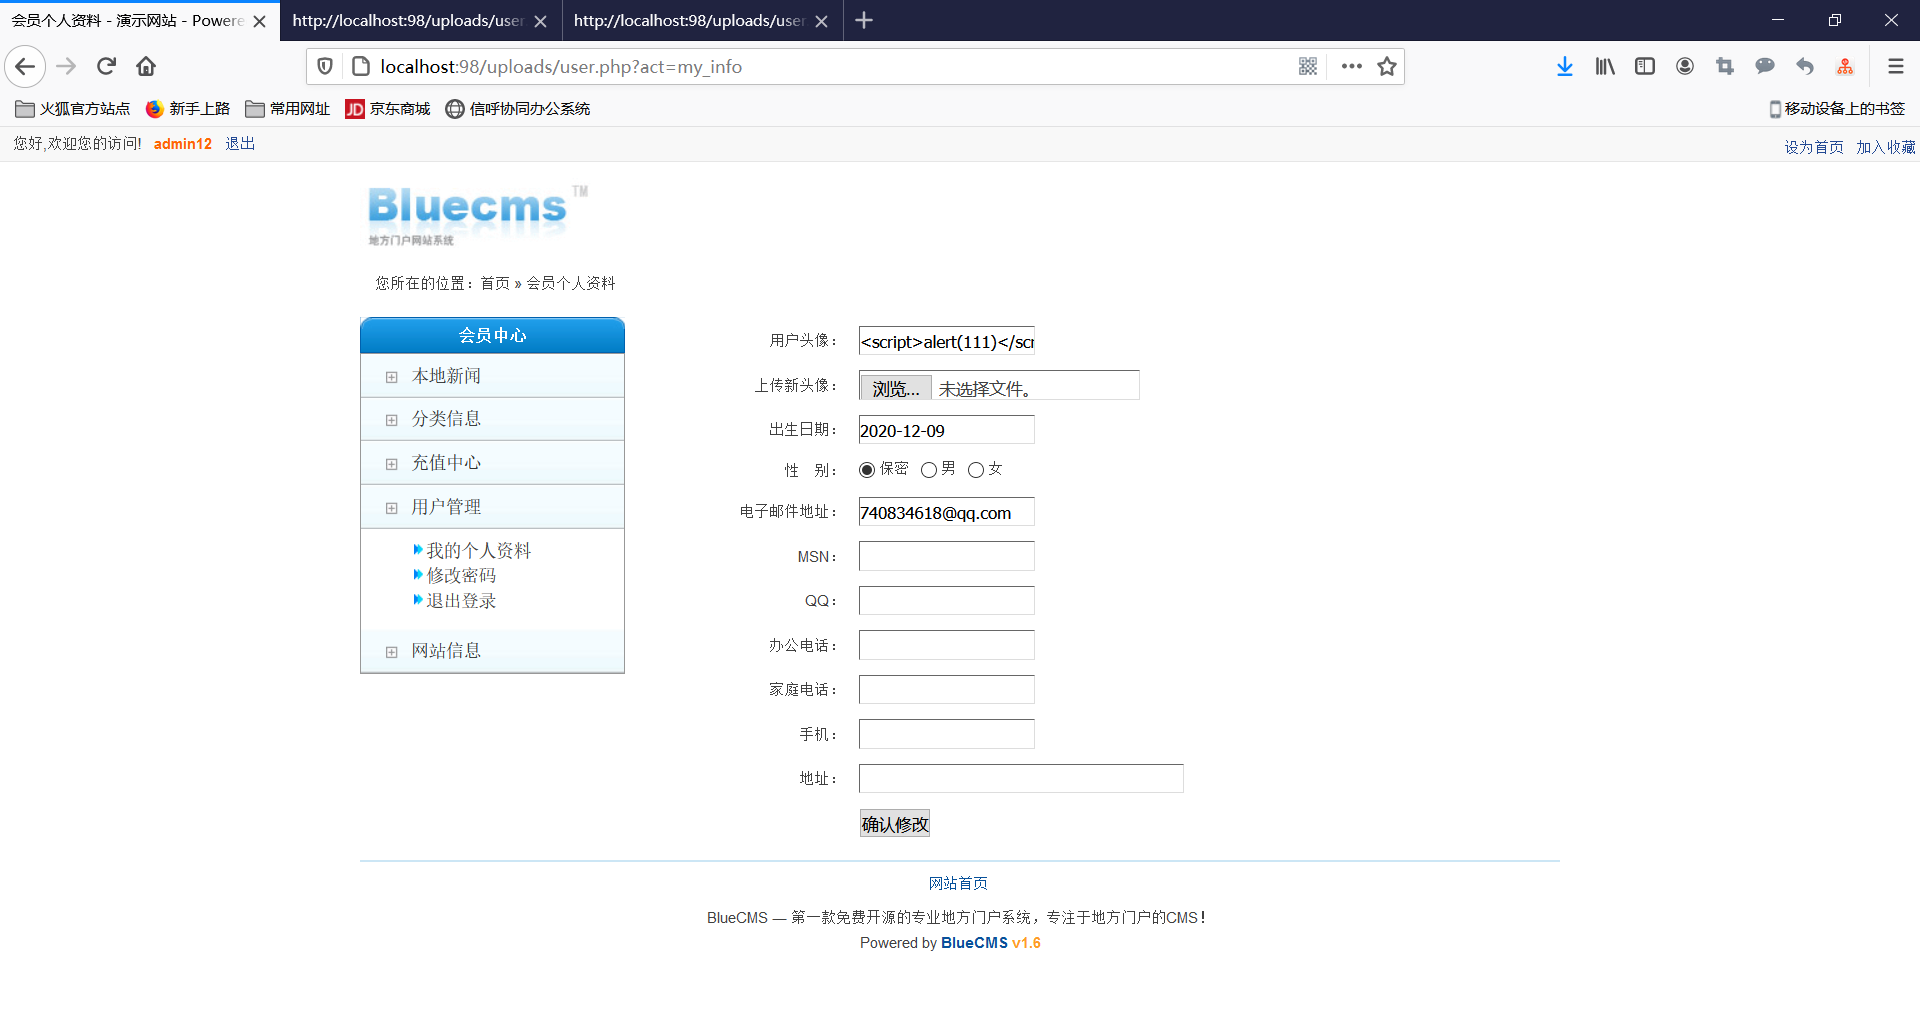 会员个人资料 - 演示网站 - Powere
http://localhost:98/uploads/user
http://localhost:98/uploads/user
localhost:98/uploads/user.php?act=my_info
火狐官方站点
新手上路
常用网址
JD 京东商城
信呼协同办公系统
移动设备上的书签
您好,欢迎您的访问! admin12 退出
设为首页 加入收藏
Bluecms TM
地方门户网站系统
您所在的位置：首页 » 会员个人资料
会员中心
本地新闻
分类信息
充值中心
用户管理
我的个人资料
修改密码
退出登录
网站信息
用户头像： <script>alert(111)</scr
上传新头像： 浏览... 未选择文件。
出生日期： 2020-12-09
性 别： 保密 男 女
电子邮件地址： 740834618@qq.com
MSN：
QQ：
办公电话：
家庭电话：
手机：
地址：
确认修改
网站首页
BlueCMS — 第一款免费开源的专业地方门户系统，专注于地方门户的CMS！
Powered by BlueCMS v1.6